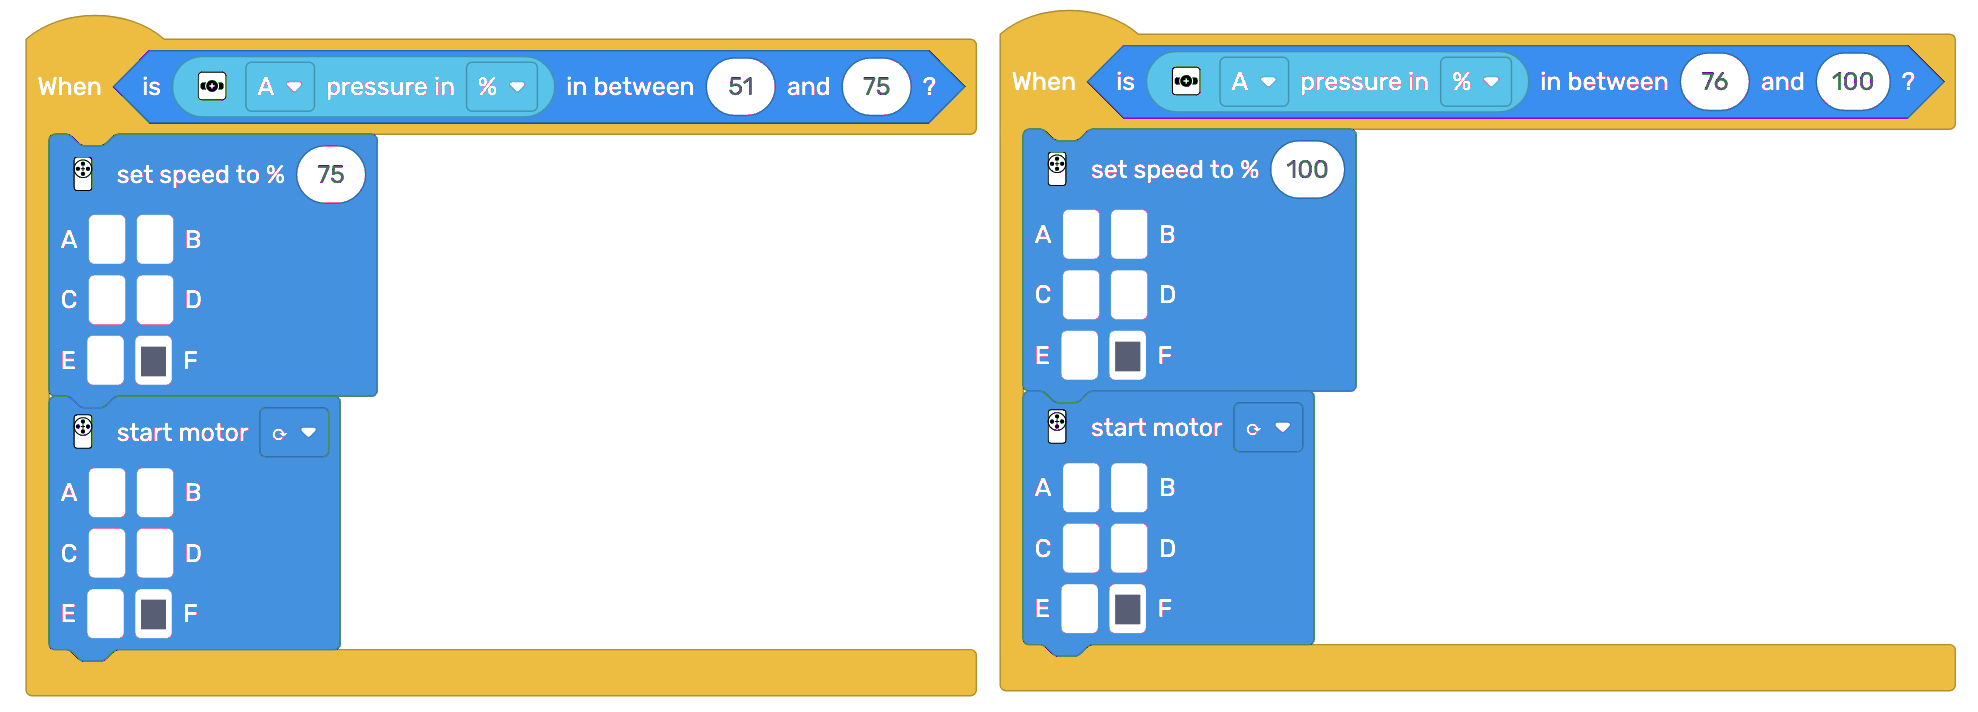 When is A pressure in % in between 51 and 75 ?
set speed to % 75
A B
C D
E F
start motor
A B
C D
E F
When is A pressure in % in between 76 and 100 ?
set speed to % 100
A B
C D
E F
start motor
A B
C D
E F